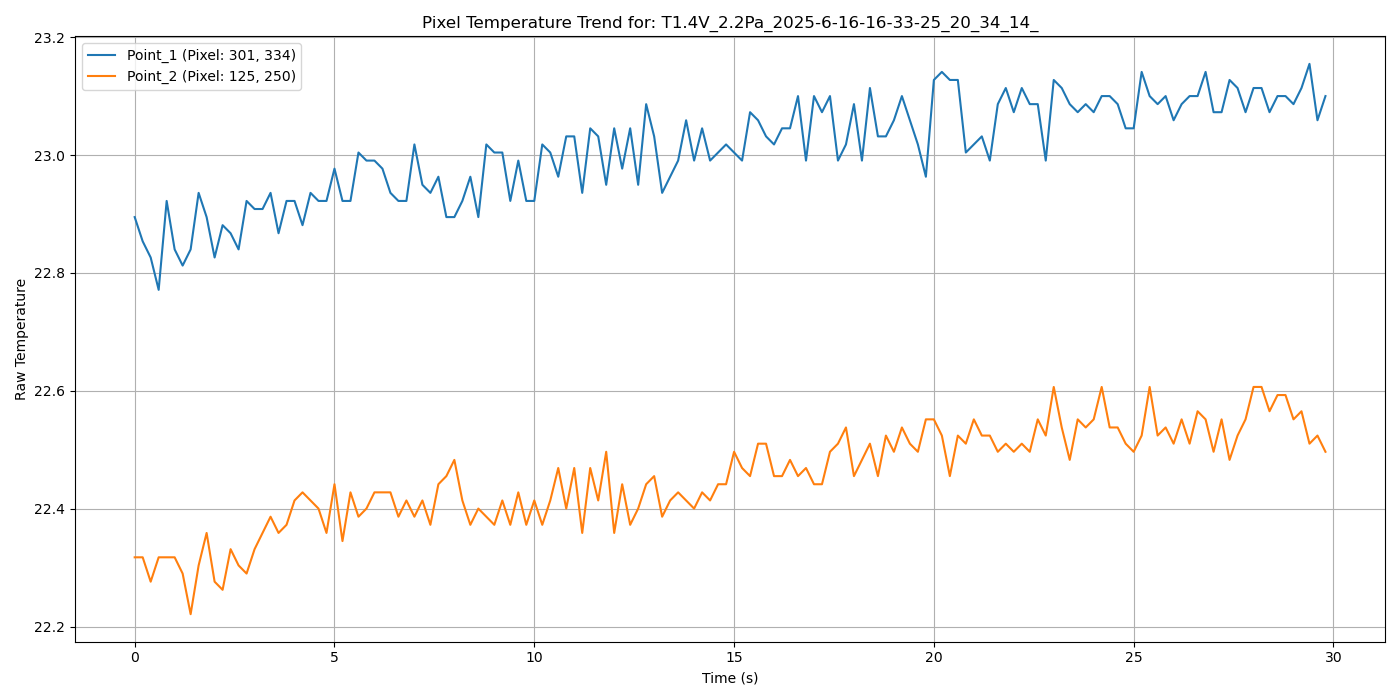 Pixel Temperature Trend for: T1.4V_2.2Pa_2025-6-16-16-33-25_20_34_14_
Point_1 (Pixel: 301, 334)
Point_2 (Pixel: 125, 250)
Raw Temperature
23.2
23.0
22.8
22.6
22.4
22.2
0 5 10 15 20 25 30
Time (s)